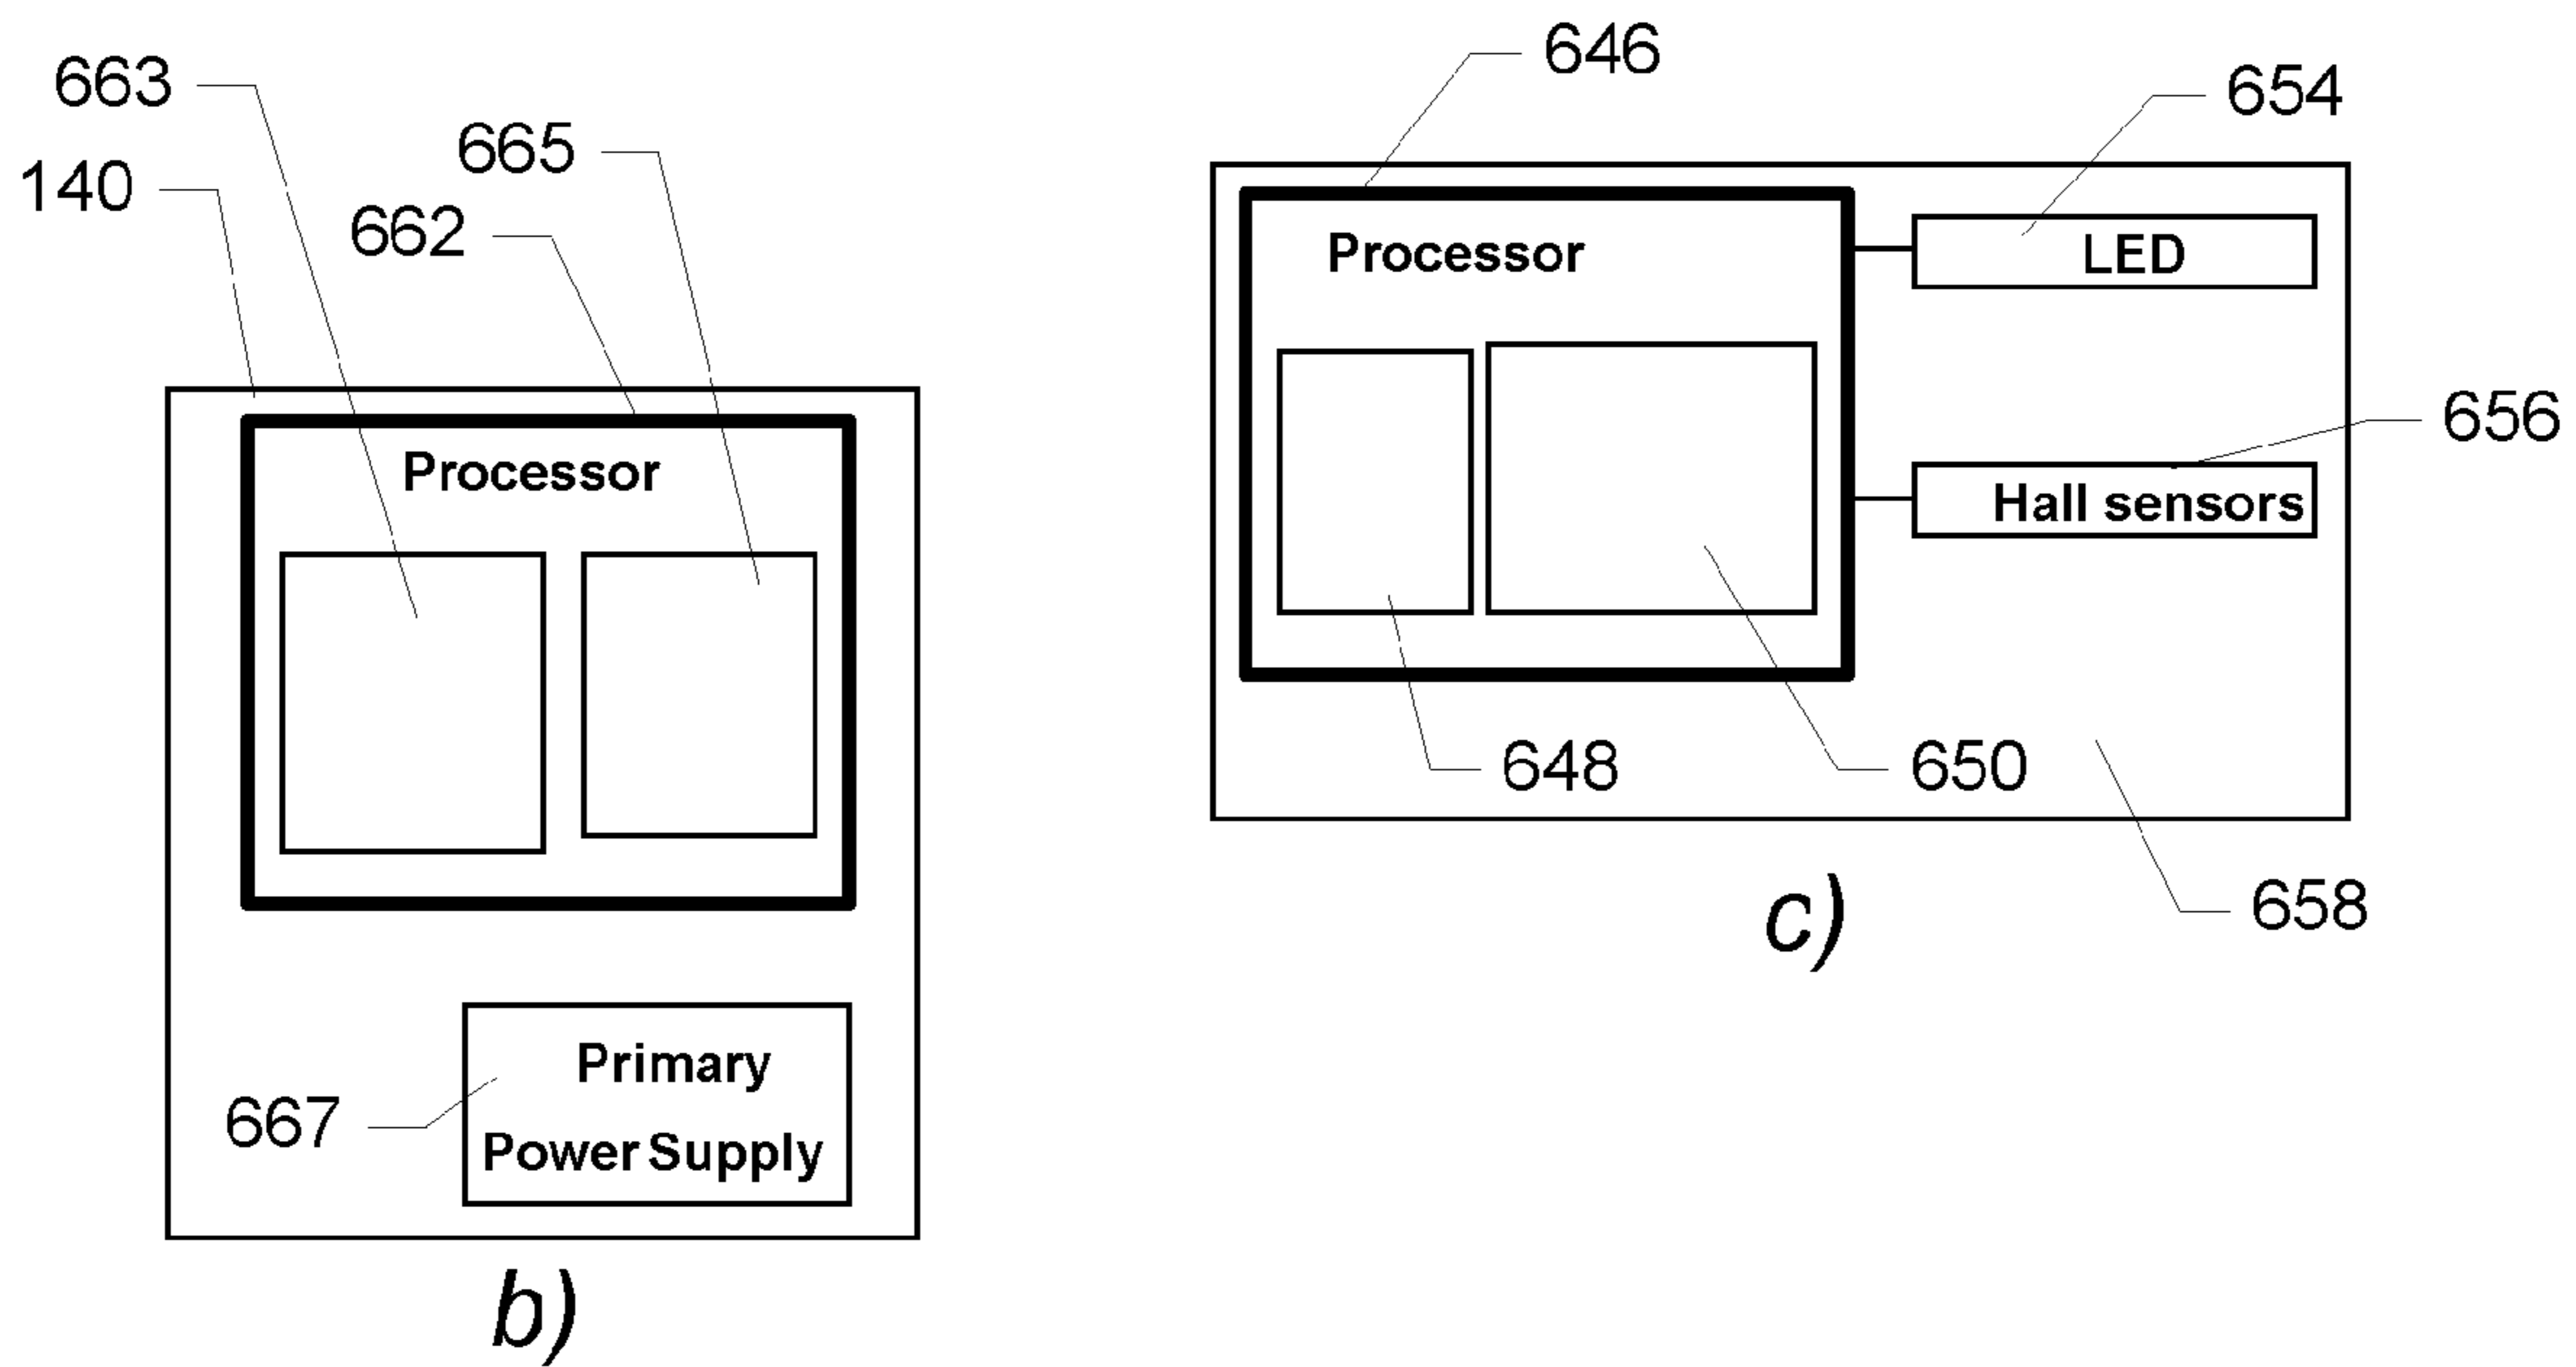 663
140
665
662
Processor
667
Primary
Power Supply
b)
646
654
Processor
LED
656
Hall sensors
648
650
658
c)